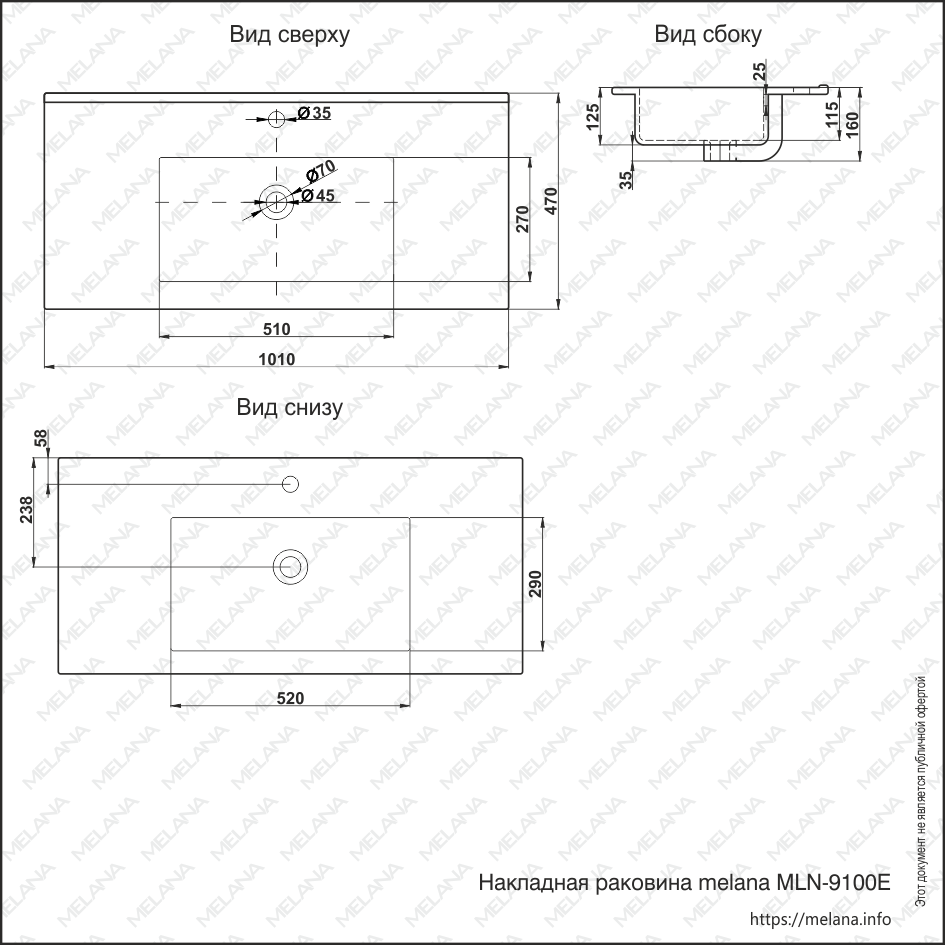 Вид сверху
Вид сбоку
Ø35
Ø70
Ø45
270
470
510
1010
25
125
115
160
35
Вид снизу
58
238
290
520
Этот документ не является публичной офертой
Накладная раковина melana MLN-9100E
https://melana.info
MELANA